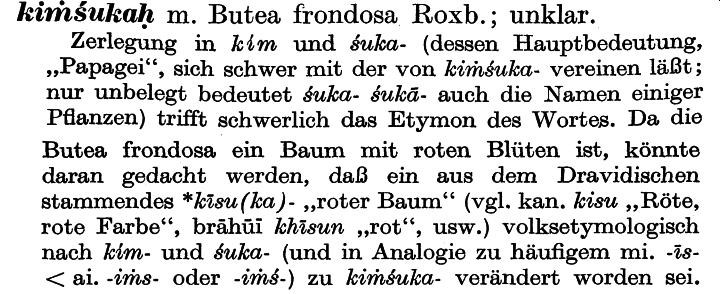 kiṁśukaḥ m. Butea frondosa Roxb.; unklar.
Zerlegung in kim und śuka- (dessen Hauptbedeutung,
„Papagei“, sich schwer mit der von kiṁśuka- vereinen läßt;
nur unbelegt bedeutet śuka- śukā- auch die Namen einiger
Pflanzen) trifft schwerlich das Etymon des Wortes. Da die
Butea frondosa ein Baum mit roten Blüten ist, könnte
daran gedacht werden, daß ein aus dem Dravidischen
stammendes *kīsu(ka)- „roter Baum“ (vgl. kan. kisu „Röte,
rote Farbe“, brāhūī khīsun „rot“, usw.) volksetymologisch
nach kim- und śuka- (und in Analogie zu häufigem mi. -īs-
< ai. -iṁs- oder -iṁś-) zu kiṁśuka- verändert worden sei.